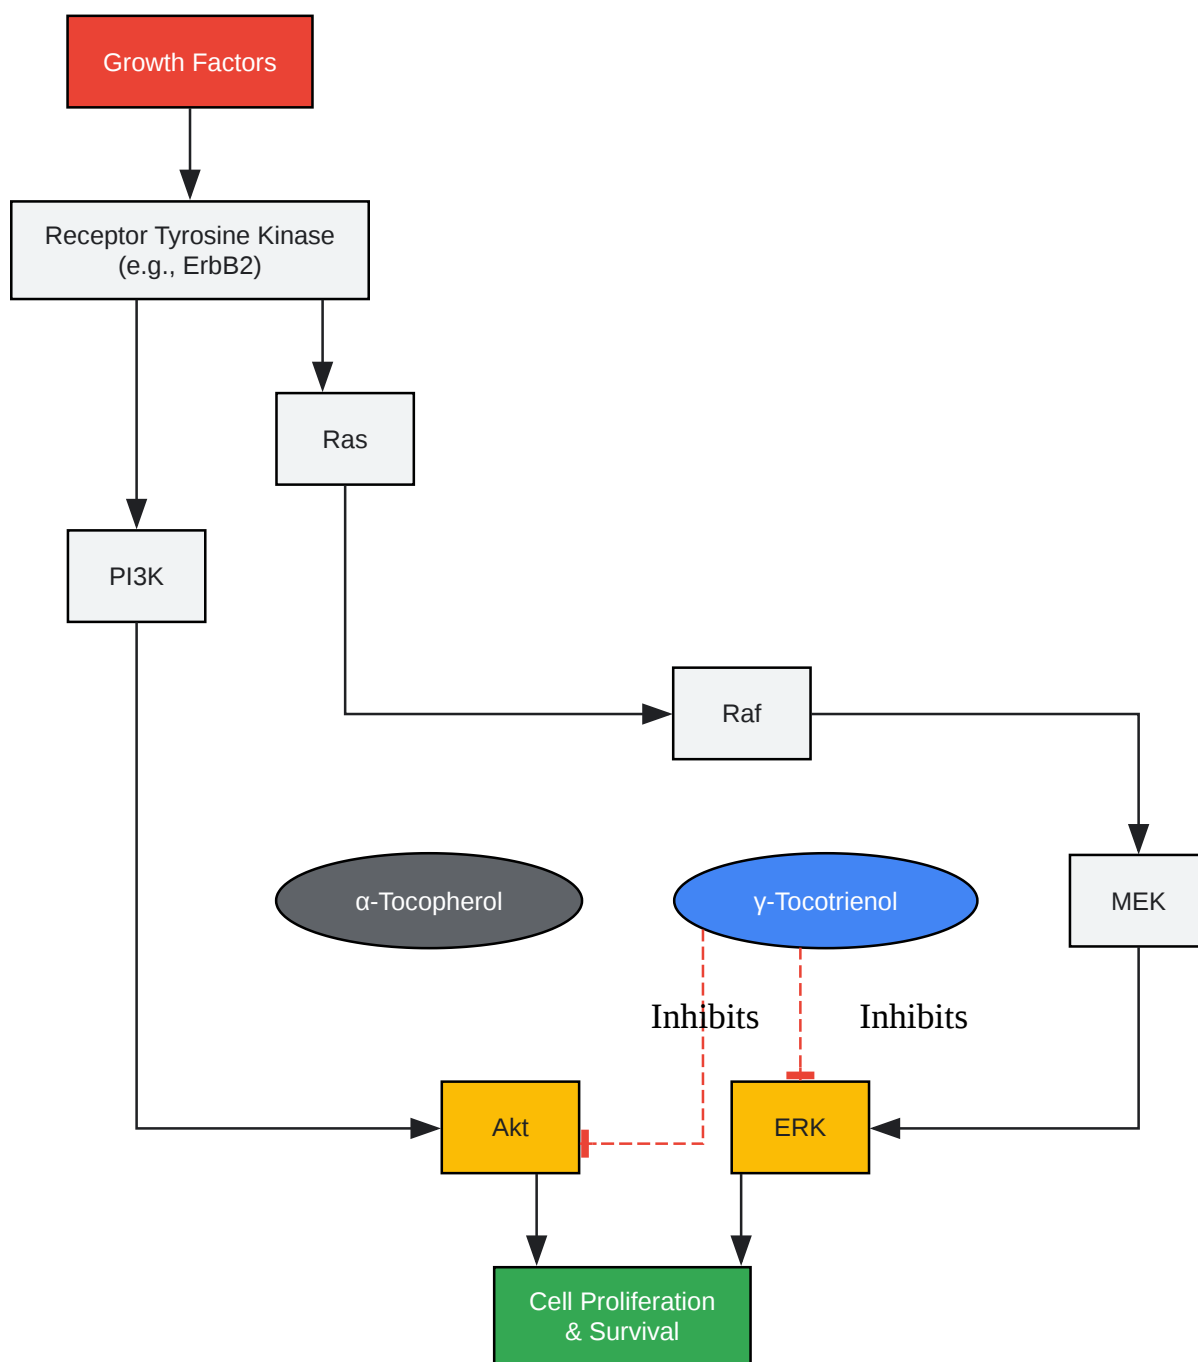 Growth Factors
Receptor Tyrosine Kinase
(e.g., ErbB2)
Ras
PI3K
Raf
α-Tocopherol
γ-Tocotrienol
MEK
Inhibits
Inhibits
Akt
ERK
Cell Proliferation
& Survival